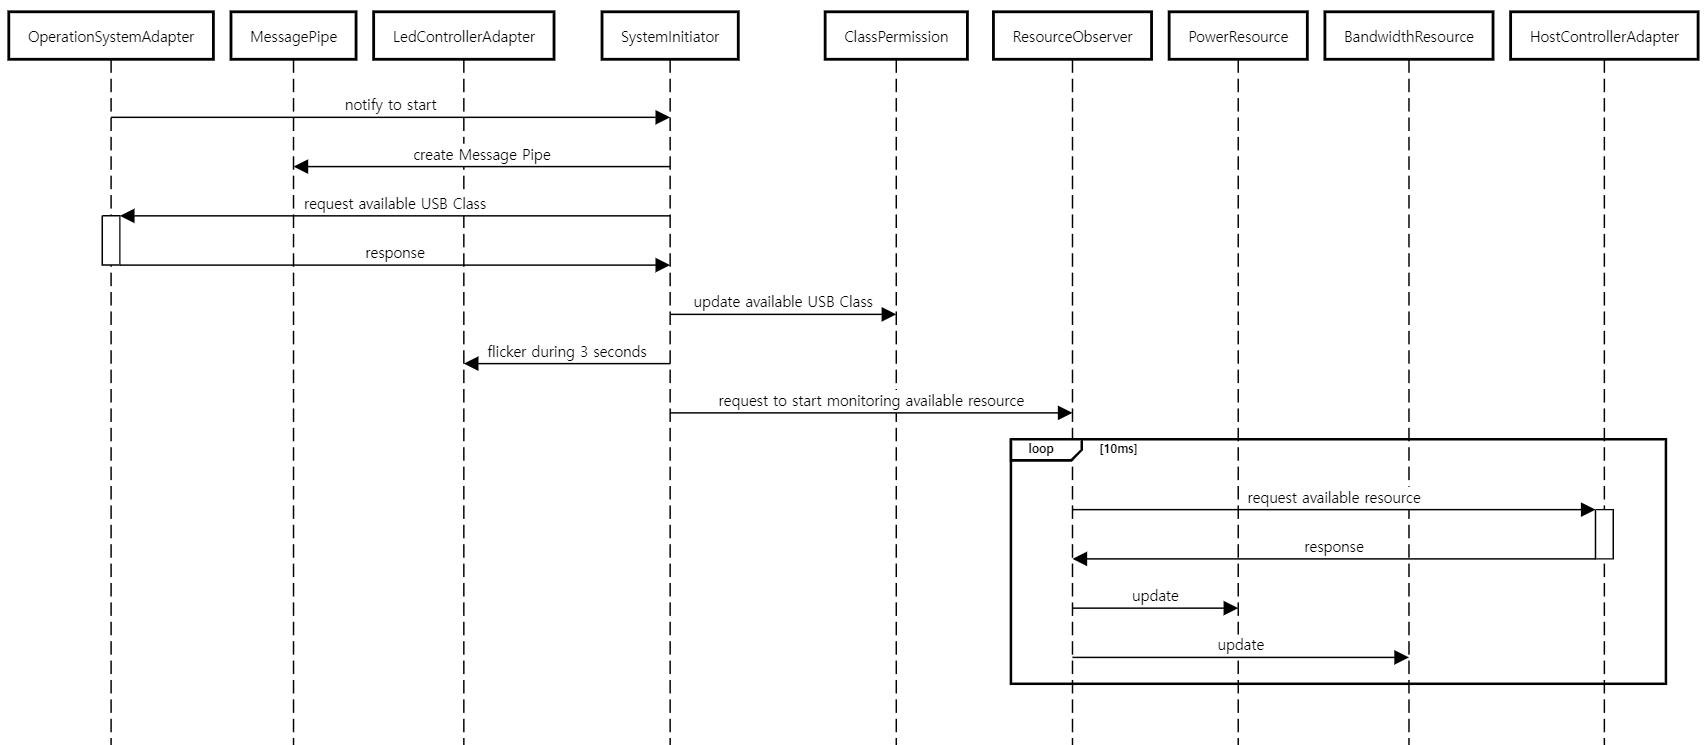 OperationSystemAdapter
MessagePipe
LedControllerAdapter
SystemInitiator
ClassPermission
ResourceObserver
PowerResource
BandwidthResource
HostControllerAdapter
notify to start
create Message Pipe
request available USB Class
response
update available USB Class
flicker during 3 seconds
request to start monitoring available resource
loop
[10ms]
request available resource
response
update
update